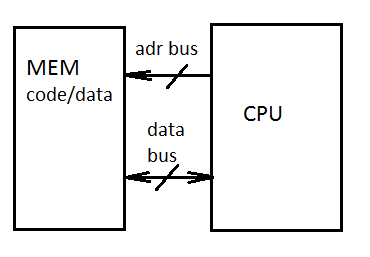 MEM
code/data
adr bus
data
bus
CPU